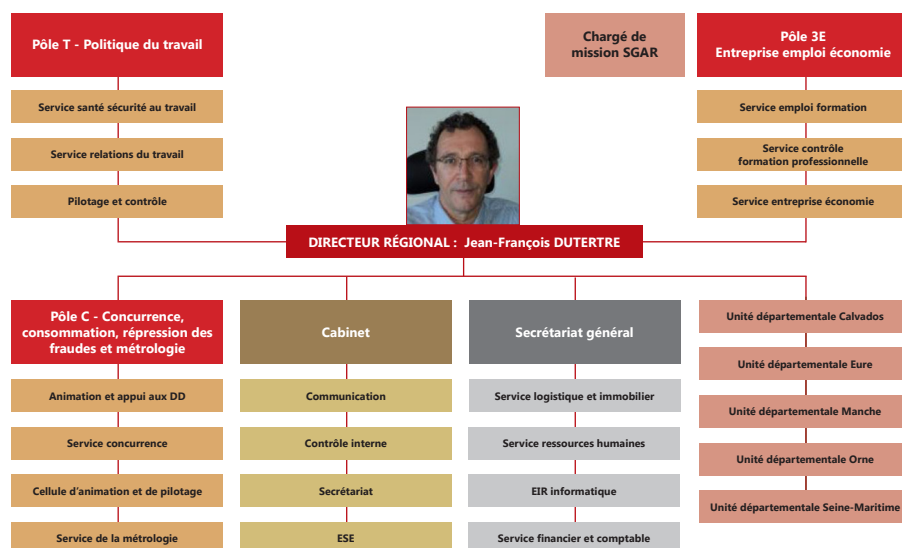 Pôle T - Politique du travail
Service santé sécurité au travail
Service relations du travail
Pilotage et contrôle
Chargé de
mission SGAR
Pôle 3E
Entreprise emploi économie
Service emploi formation
Service contrôle
formation professionnelle
Service entreprise économie
DIRECTEUR RÉGIONAL : Jean-François DUTERTRE
Pôle C - Concurrence,
consommation, répression des
fraudes et métrologie
Animation et appui aux DD
Service concurrence
Cellule d'animation et de pilotage
Service de la métrologie
Cabinet
Communication
Contrôle interne
Secrétariat
ESE
Secrétariat général
Service logistique et immobilier
Service ressources humaines
EIR informatique
Service financier et comptable
Unité départementale Calvados
Unité départementale Eure
Unité départementale Manche
Unité départementale Orne
Unité départementale Seine-Maritime